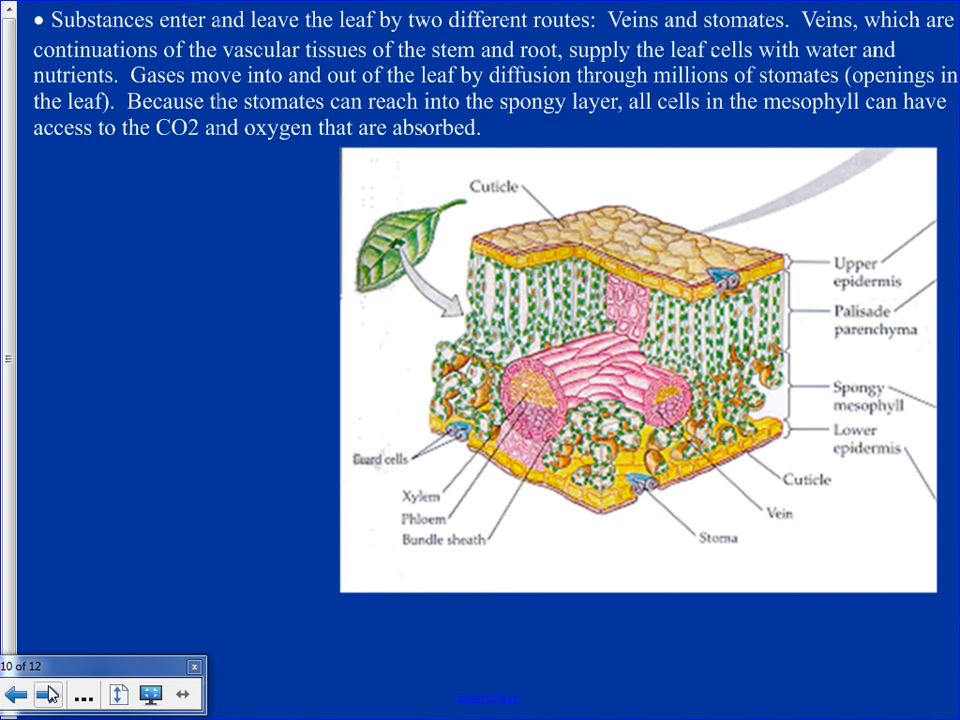 • Substances enter and leave the leaf by two different routes: Veins and stomates. Veins, which are
continuations of the vascular tissues of the stem and root, supply the leaf cells with water and
nutrients. Gases move into and out of the leaf by diffusion through millions of stomates (openings in
the leaf). Because the stomates can reach into the spongy layer, all cells in the mesophyll can have
access to the CO2 and oxygen that are absorbed.
Cuticle
Upper
epidermis
Palisade
parenchyma
Spongy
mesophyll
Lower
epidermis
Guard cells
Xylem
Phloem
Bundle sheath
Cuticle
Vein
Stoma
10 of 12
Extend Page